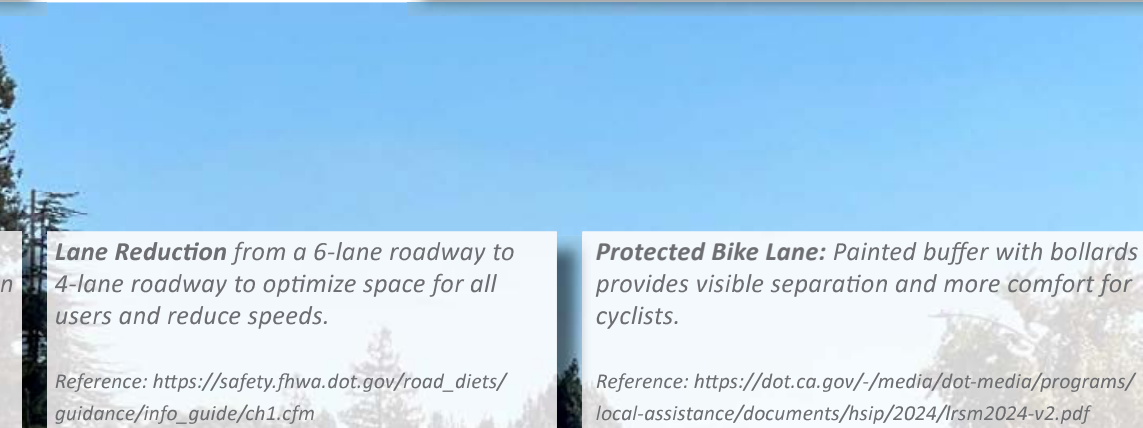 n
Lane Reduction from a 6-lane roadway to
4-lane roadway to optimize space for all
users and reduce speeds.
Reference: https://safety.fhwa.dot.gov/road_diets/
guidance/info_guide/ch1.cfm
Protected Bike Lane: Painted buffer with bollards
provides visible separation and more comfort for
cyclists.
Reference: https://dot.ca.gov/-/media/dot-media/programs/
local-assistance/documents/hsip/2024/lrsm2024-v2.pdf